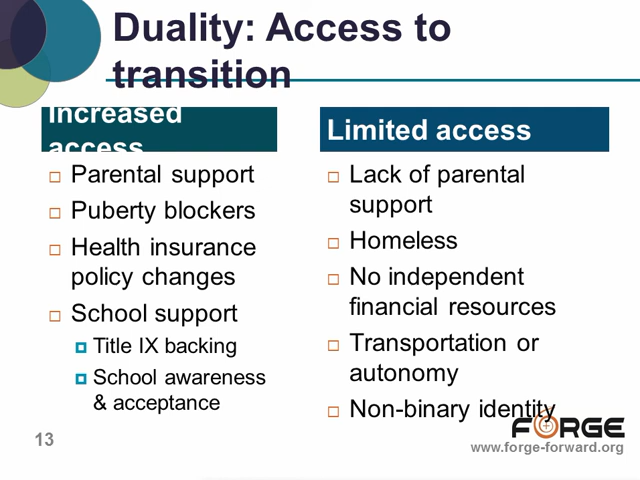 Duality: Access to
transition
Increased
access
Parental support
Puberty blockers
Health insurance
policy changes
School support
Title IX backing
School awareness
& acceptance
Limited access
Lack of parental
support
Homeless
No independent
financial resources
Transportation or
autonomy
Non-binary identity
13
FORGE
www.forge-forward.org